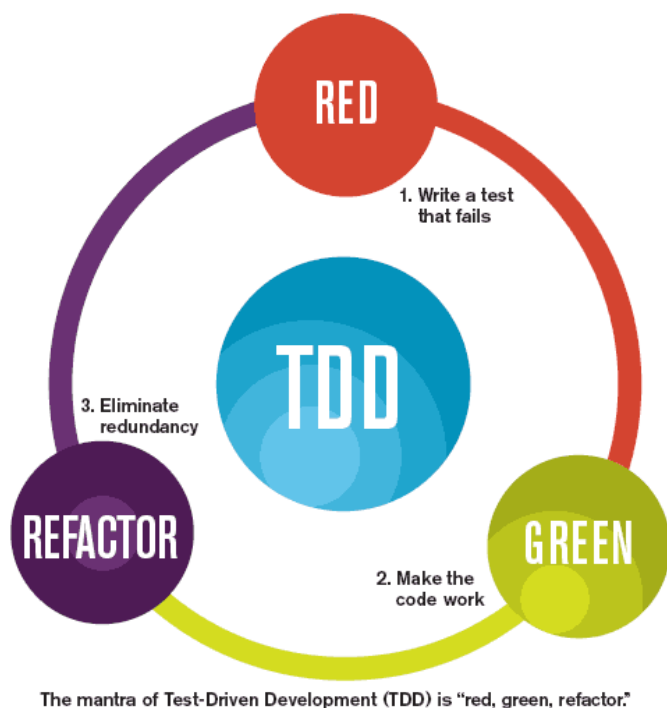 RED
1. Write a test
that fails
TDD
3. Eliminate
redundancy
REFACTOR
GREEN
2. Make the
code work
The mantra of Test-Driven Development (TDD) is “red, green, refactor.”